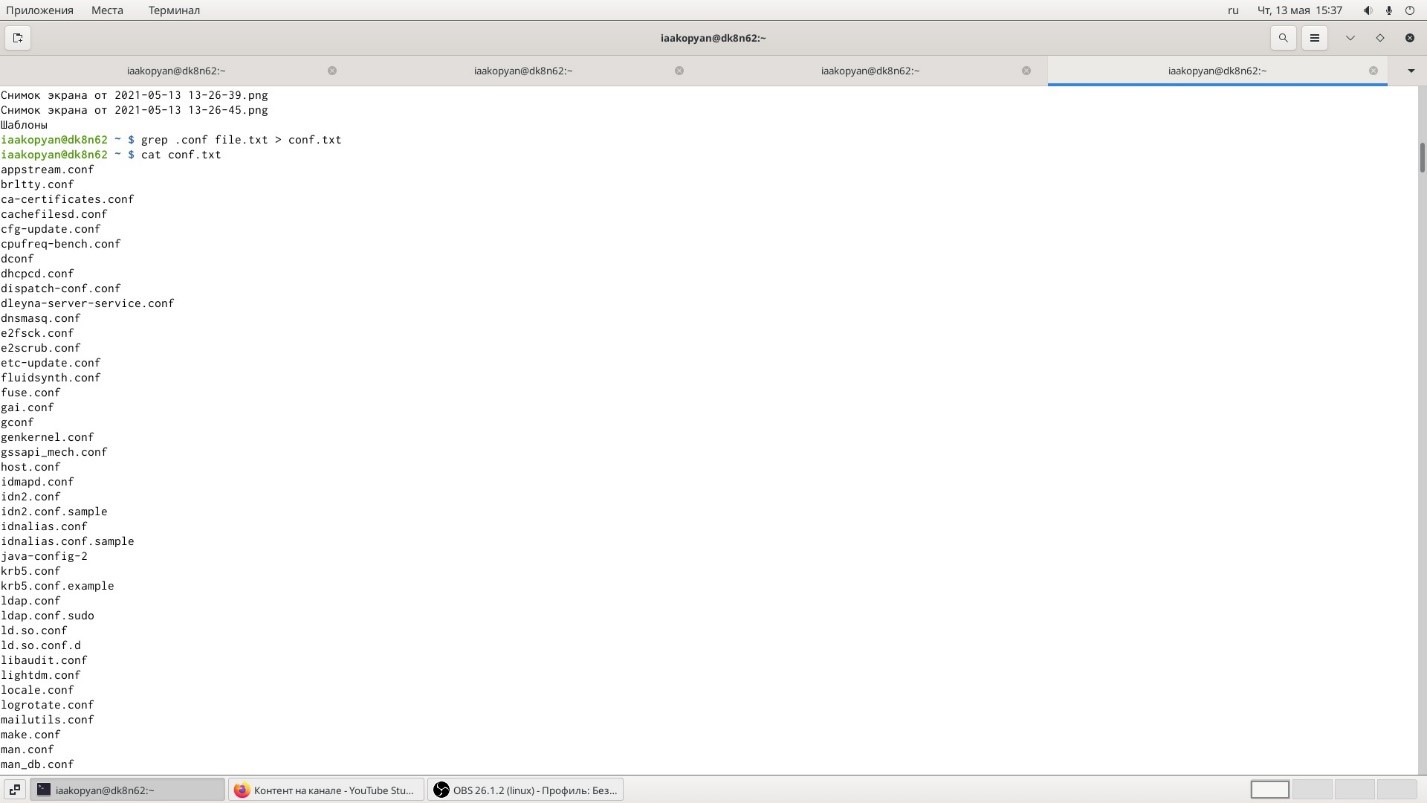 Приложения Места Терминал ru Чт, 13 мая 15:37
iaakopyan@dk8n62:~
iaakopyan@dk8n62:~ iaakopyan@dk8n62:~ iaakopyan@dk8n62:~ iaakopyan@dk8n62:~
Снимок экрана от 2021-05-13 13-26-39.png
Снимок экрана от 2021-05-13 13-26-45.png
Шаблоны
iaakopyan@dk8n62 ~ $ grep .conf file.txt > conf.txt
iaakopyan@dk8n62 ~ $ cat conf.txt
appstream.conf
brltty.conf
ca-certificates.conf
cachefilesd.conf
cfg-update.conf
cpufreq-bench.conf
dconf
dhcpcd.conf
dispatch-conf.conf
dleyna-server-service.conf
dnsmasq.conf
e2fsck.conf
e2scrub.conf
etc-update.conf
fluidsynth.conf
fuse.conf
gai.conf
gconf
genkernel.conf
gssapi_mech.conf
host.conf
idmapd.conf
idn2.conf
idn2.conf.sample
idnalias.conf
idnalias.conf.sample
java-config-2
krb5.conf
krb5.conf.example
ldap.conf
ldap.conf.sudo
ld.so.conf
ld.so.conf.d
libaudit.conf
lightdm.conf
locale.conf
logrotate.conf
mailutils.conf
make.conf
man.conf
man_db.conf
iaakopyan@dk8n62:~ Контент на канале - YouTube Stu... OBS 26.1.2 (linux) - Профиль: Без...